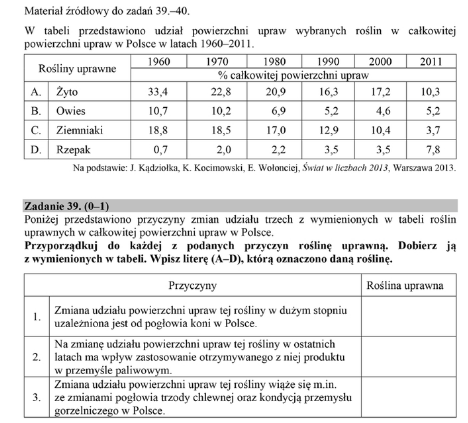 Materiał źródłowy do zadań 39.–40.
W tabeli przedstawiono udział powierzchni upraw wybranych roślin w całkowitej
powierzchni upraw w Polsce w latach 1960–2011.
Rośliny uprawne 1960 1970 1980 1990 2000 2011
% całkowitej powierzchni upraw
A. Żyto 33,4 22,8 20,9 16,3 17,2 10,3
B. Owies 10,7 10,2 6,9 5,2 4,6 5,2
C. Ziemniaki 18,8 18,5 17,0 12,9 10,4 3,7
D. Rzepak 0,7 2,0 2,2 3,5 3,5 7,8
Na podstawie: J. Kądziołka, K. Kocimowski, E. Wołonciej, Świat w liczbach 2013, Warszawa 2013.
Zadanie 39. (0–1)
Poniżej przedstawiono przyczyny zmian udziału trzech z wymienionych w tabeli roślin
uprawnych w całkowitej powierzchni upraw w Polsce.
Przyporządkuj do każdej z podanych przyczyn roślinę uprawną. Dobierz ją
z wymienionych w tabeli. Wpisz literę (A–D), którą oznaczono daną roślinę.
Przyczyny Roślina uprawna
1. Zmiana udziału powierzchni upraw tej rośliny w dużym stopniu
uzależniona jest od pogłowia koni w Polsce.
2. Na zmianę udziału powierzchni upraw tej rośliny w ostatnich
latach ma wpływ zastosowanie otrzymywanego z niej produktu
w przemyśle paliwowym.
3. Zmiana udziału powierzchni upraw tej rośliny wiąże się m.in.
ze zmianami pogłowia trzody chlewnej oraz kondycją przemysłu
gorzelniczego w Polsce.